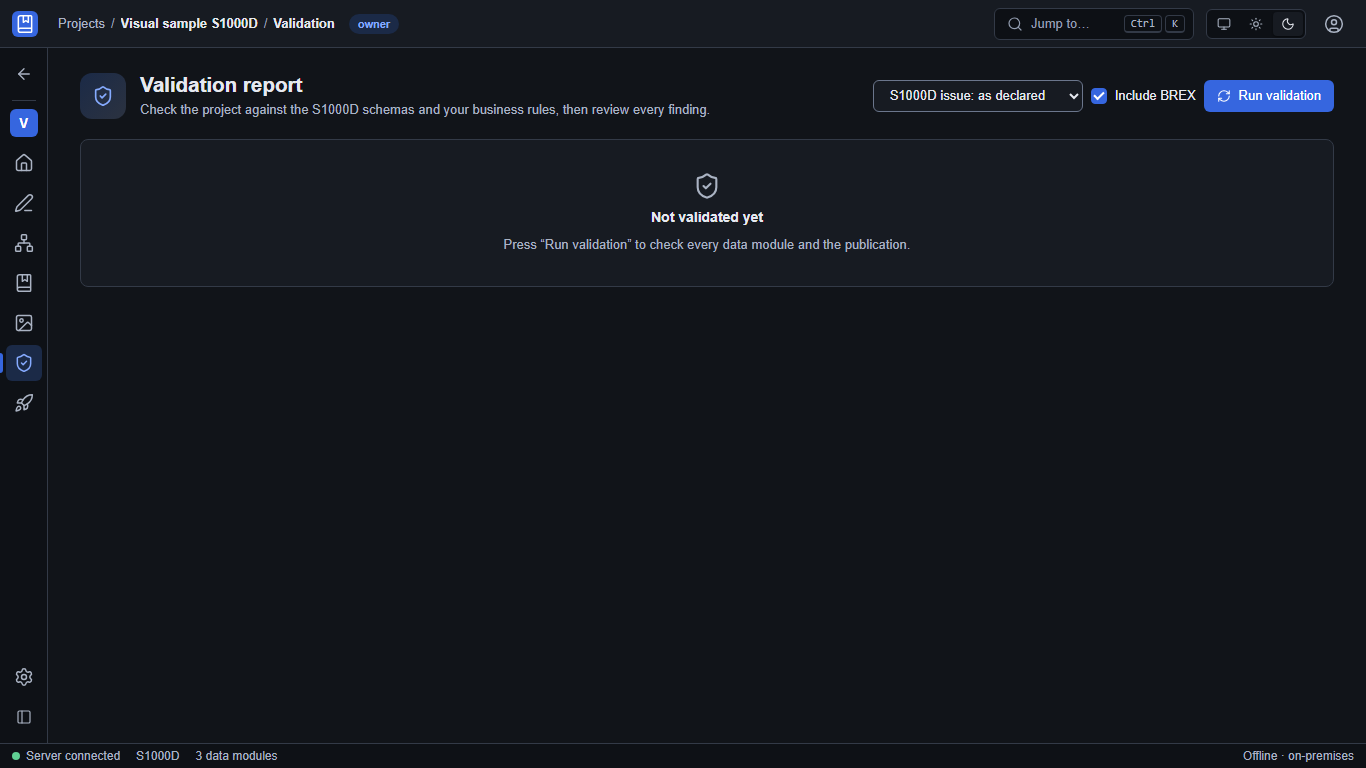 Projects / Visual sample S1000D / Validation owner
Jump to… Ctrl K
Validation report
Check the project against the S1000D schemas and your business rules, then review every finding.
S1000D issue: as declared
Include BREX
Run validation
V
Not validated yet
Press “Run validation” to check every data module and the publication.
Server connected S1000D 3 data modules
Offline · on-premises